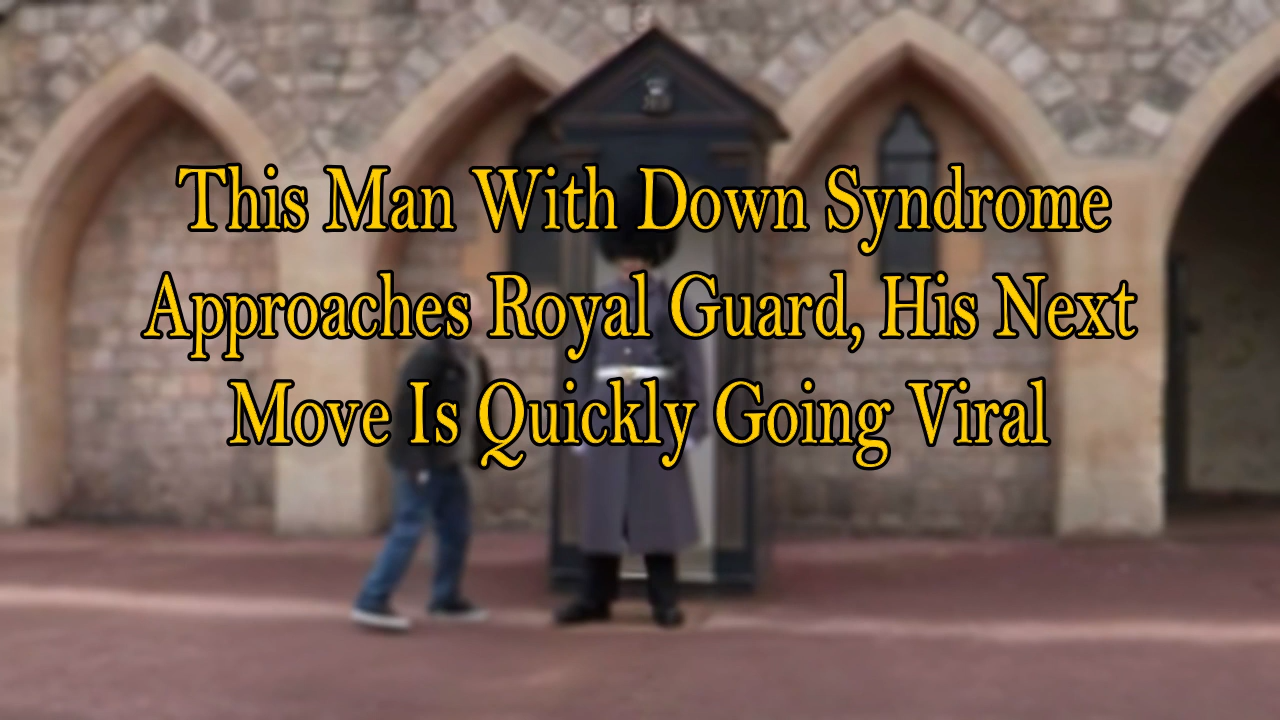 This Man With Down Syndrome
Approaches Royal Guard, His Next
Move Is Quickly Going Viral